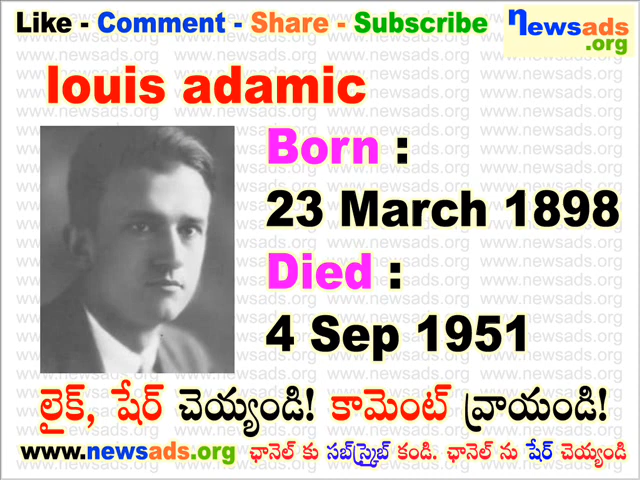 Like - Comment - Share - Subscribe
newsads
.org
louis adamic
Born :
23 March 1898
Died :
4 Sep 1951
లైక్, షేర్ చెయ్యండి! కామెంట్ వ్రాయండి!
www.newsads.org ఛానెల్ కు సబ్‌స్క్రైబ్ కండి. ఛానెల్ ను షేర్ చెయ్యండి